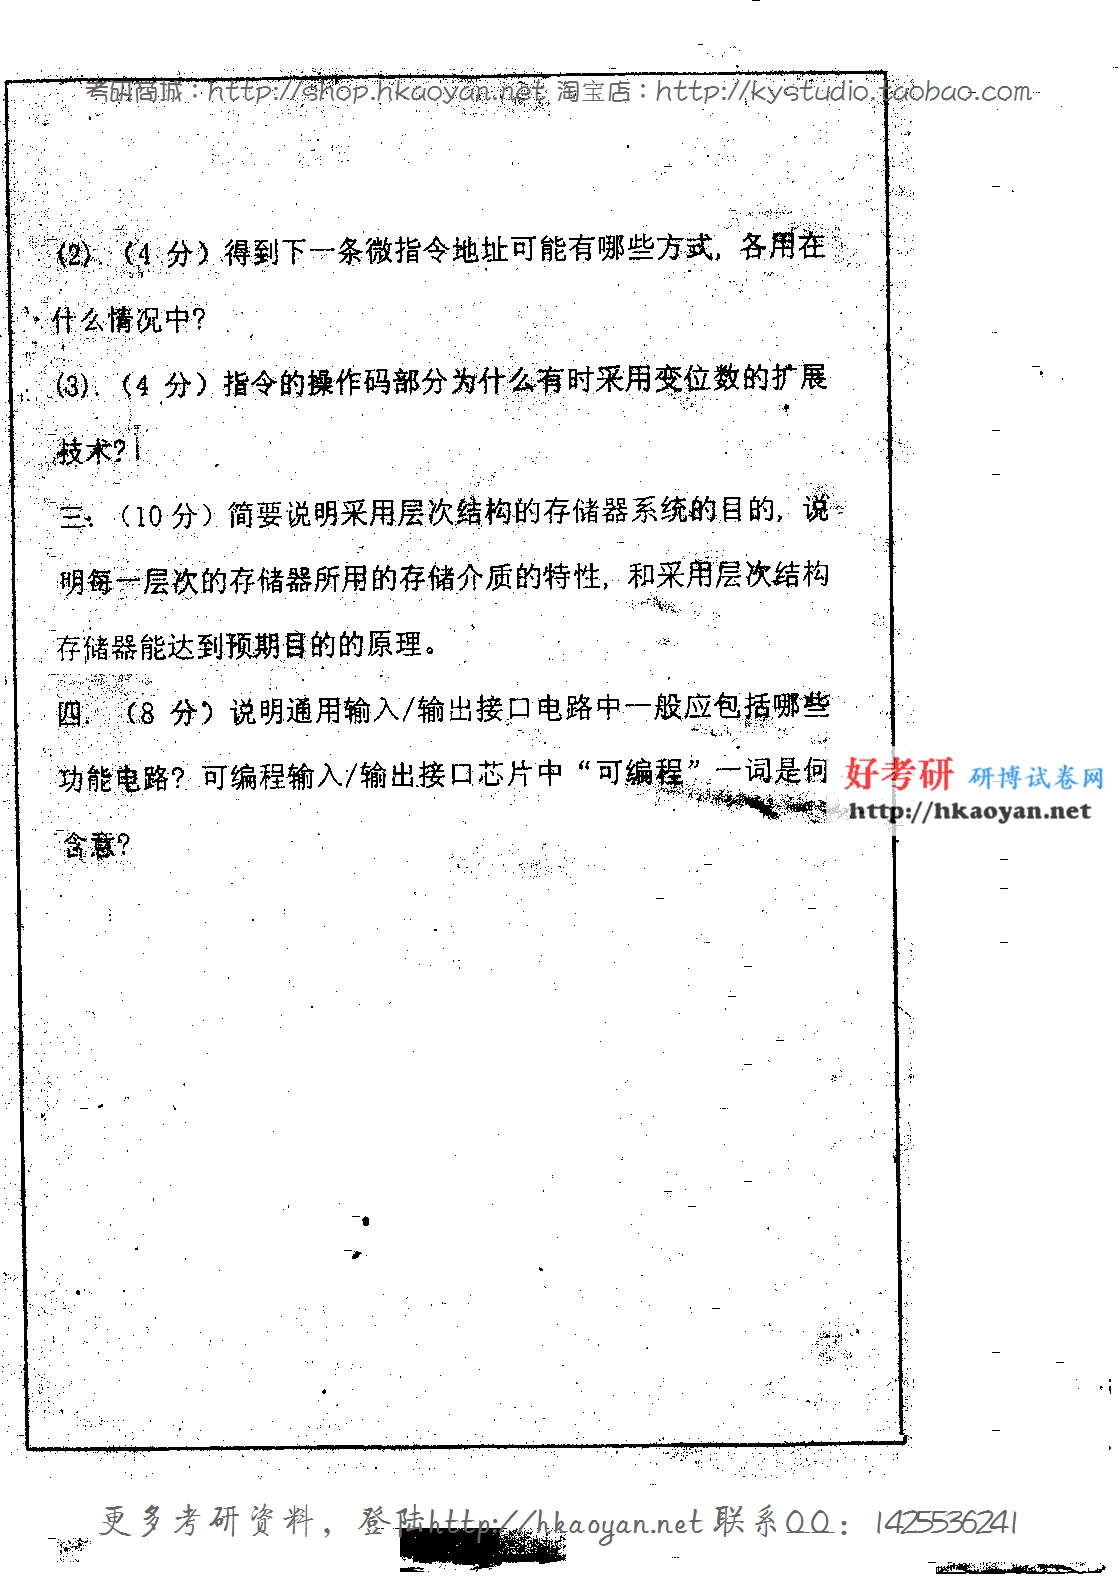 考研商城：http://shop.hkaoyan.net 淘宝店：http://kystudio.taobao.com
(2).（4 分）得到下一条微指令地址可能有哪些方式，各用在
什么情况中？
(3).（4 分）指令的操作码部分为什么有时采用变位数的扩展
技术？
三、（10 分）简要说明采用层次结构的存储器系统的目的，说
明每一层次的存储器所用的存储介质的特性，和采用层次结构
存储器能达到预期目的的原理。
四.（8 分）说明通用输入/输出接口电路中一般应包括哪些
功能电路？可编程输入/输出接口芯片中“可编程”一词是何
含意？
好考研 研博试卷网
http://hkaoyan.net
更多考研资料，登陆http://hkaoyan.net 联系QQ：1425536241